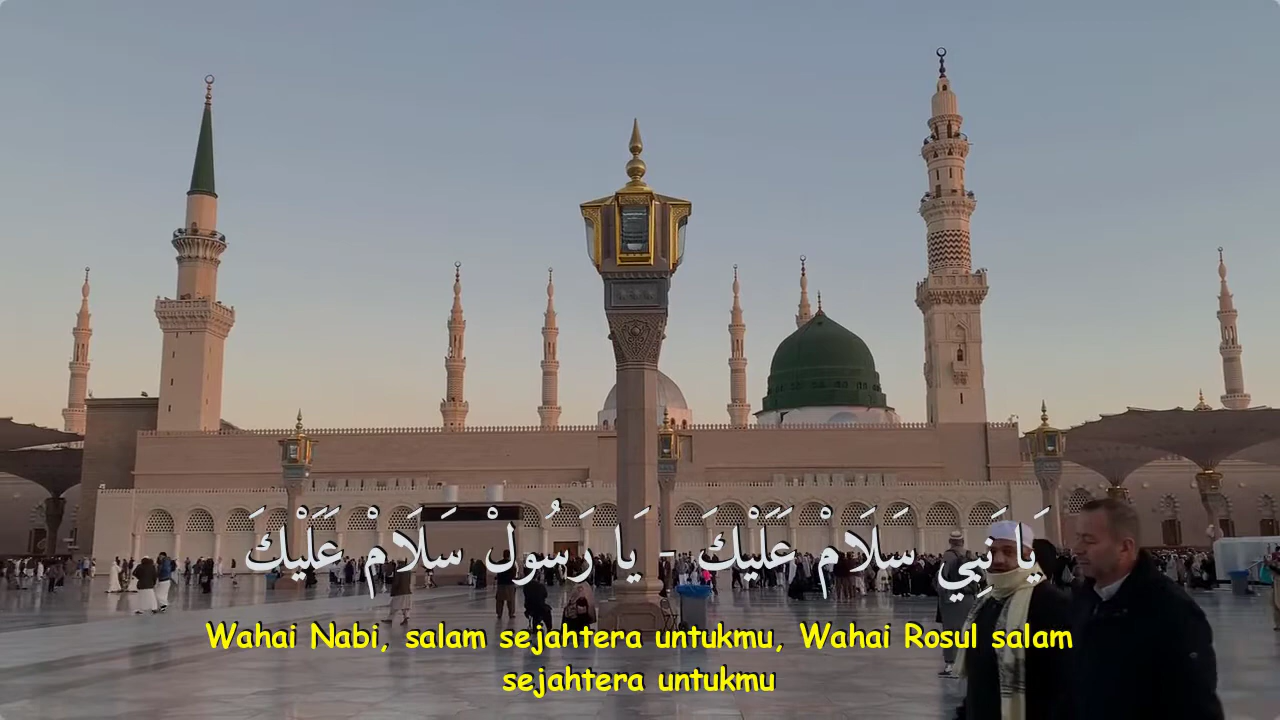 يَا نَبِي سَلَامْ عَلَيْكَ - يَا رَسُولْ سَلَامْ عَلَيْكَ
Wahai Nabi, salam sejahtera untukmu, Wahai Rosul salam
sejahtera untukmu